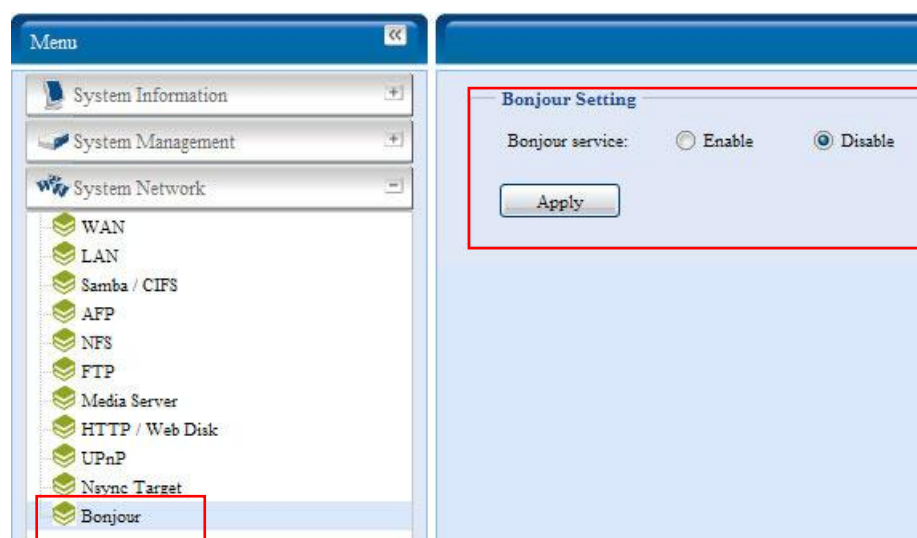 Menu
System Information
System Management
System Network
WAN
LAN
Samba / CIFS
AFP
NFS
FTP
Media Server
HTTP / Web Disk
UPnP
Nsync Target
Bonjour
Bonjour Setting
Bonjour service: Enable Disable
Apply